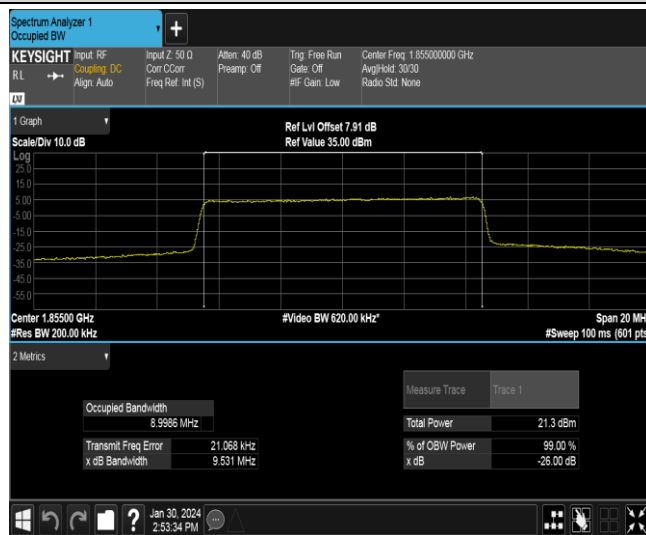 Spectrum Analyzer 1
Occupied BW
+
KEYSIGHT
RL
LXI
Input: RF
Coupling: DC
Align: Auto
Input Z: 50 Ω
Corr CCorr
Freq Ref: Int (S)
Atten: 40 dB
Preamp: Off
Trig: Free Run
Gate: Off
#IF Gain: Low
Center Freq: 1.855000000 GHz
Avg|Hold: 30/30
Radio Std: None
1 Graph
Scale/Div 10.0 dB
Ref Lvl Offset 7.91 dB
Ref Value 35.00 dBm
Log
25.0
15.0
5.00
-5.00
-15.0
-25.0
-35.0
-45.0
-55.0
Center 1.85500 GHz
#Res BW 200.00 kHz
#Video BW 620.00 kHz*
Span 20 MH
#Sweep 100 ms (601 pts
2 Metrics
Measure Trace Trace 1
Occupied Bandwidth
8.9986 MHz
Total Power 21.3 dBm
Transmit Freq Error 21.068 kHz
% of OBW Power 99.00 %
x dB Bandwidth 9.531 MHz
x dB -26.00 dB
?
Jan 30, 2024
2:53:34 PM